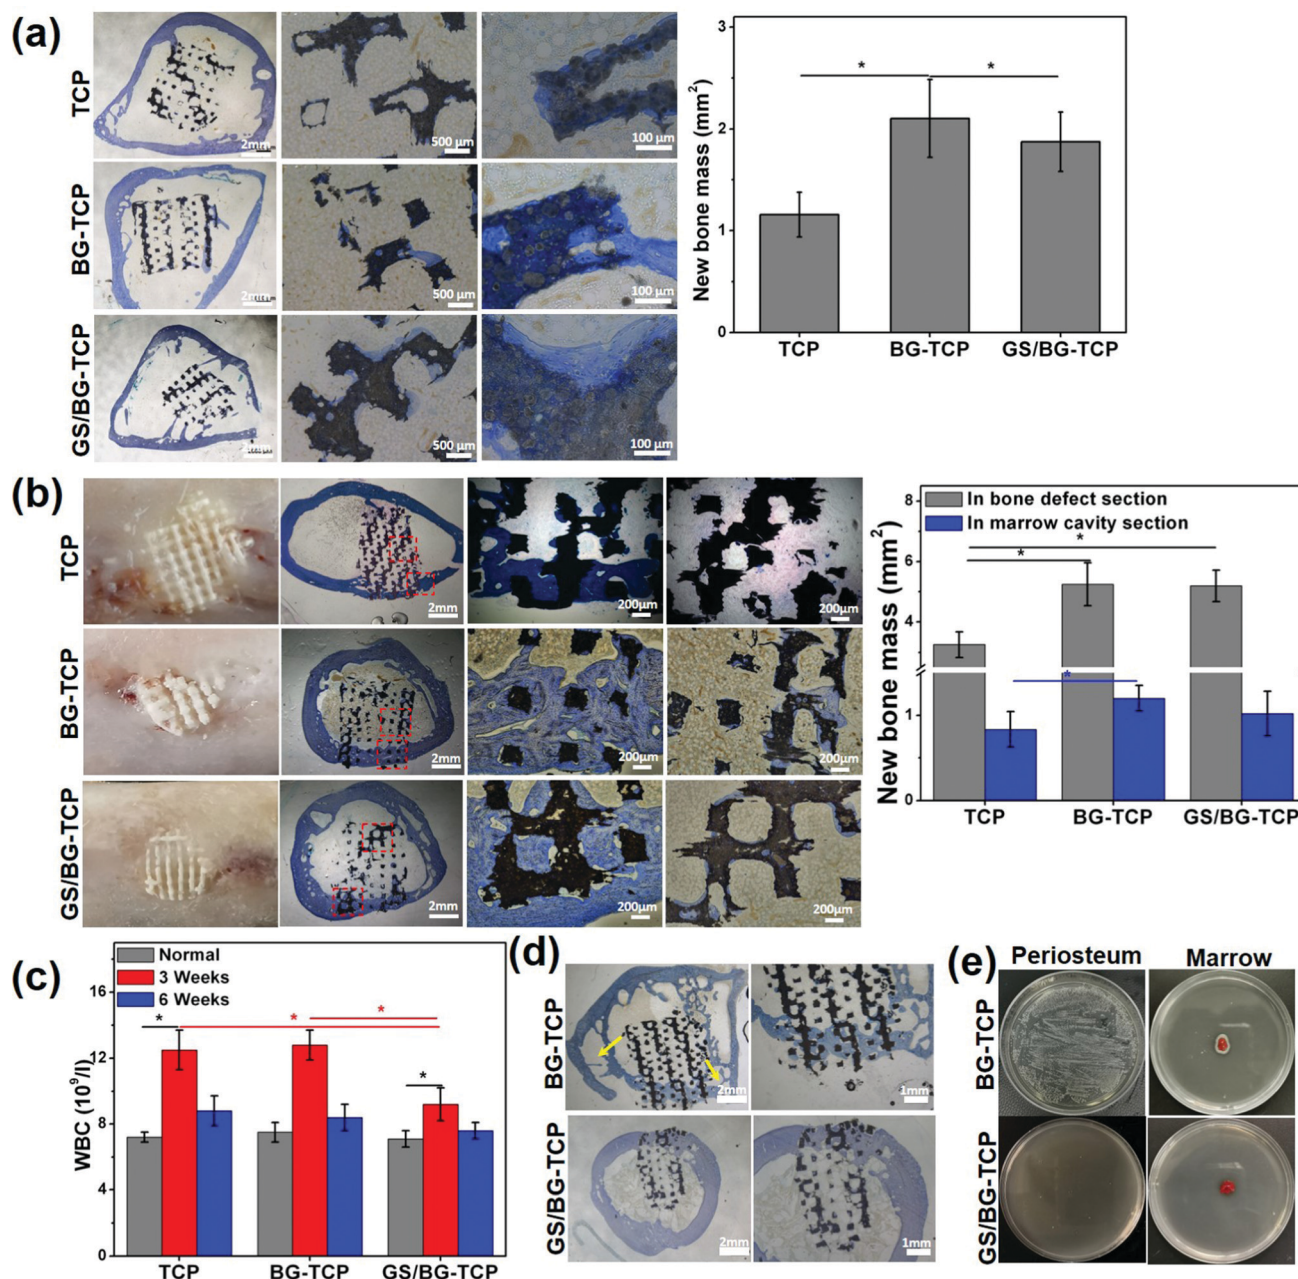 (a)
TCP
2mm
500 µm
100 µm
BG-TCP
2mm
500 µm
100 µm
GS/BG-TCP
500 µm
100 µm
New bone mass (mm²)
3
2
1
0
*
*
TCP
BG-TCP
GS/BG-TCP
(b)
TCP
2mm
200µm
200µm
BG-TCP
2mm
200µm
200µm
GS/BG-TCP
2mm
200µm
200µm
In bone defect section
In marrow cavity section
New bone mass (mm²)
8
6
4
1
0
*
*
*
TCP
BG-TCP
GS/BG-TCP
(c)
Normal
3 Weeks
6 Weeks
WBC (10⁹/l)
16
12
8
4
0
*
*
*
*
TCP
BG-TCP
GS/BG-TCP
(d)
BG-TCP
2mm
1mm
GS/BG-TCP
2mm
1mm
(e)
Periosteum
Marrow
BG-TCP
GS/BG-TCP